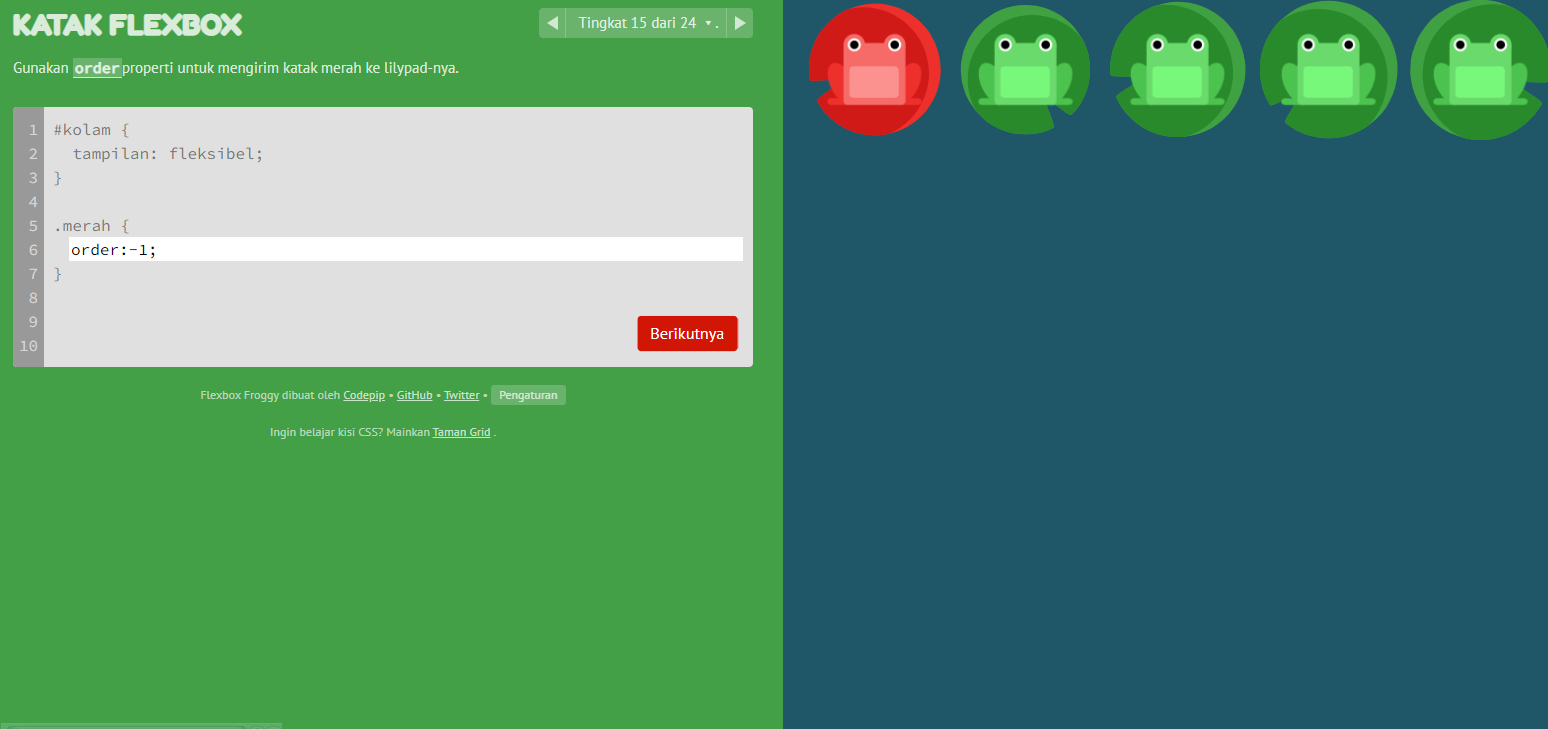 KATAK FLEXBOX
Tingkat 15 dari 24 .
Gunakan order properti untuk mengirim katak merah ke lilypad-nya.
1 #kolam {
2 tampilan: fleksibel;
3 }
4
5 .merah {
6 order:-1;
7 }
8
9
10
Berikutnya
Flexbox Froggy dibuat oleh Codepip • GitHub • Twitter • Pengaturan
Ingin belajar kisi CSS? Mainkan Taman Grid .